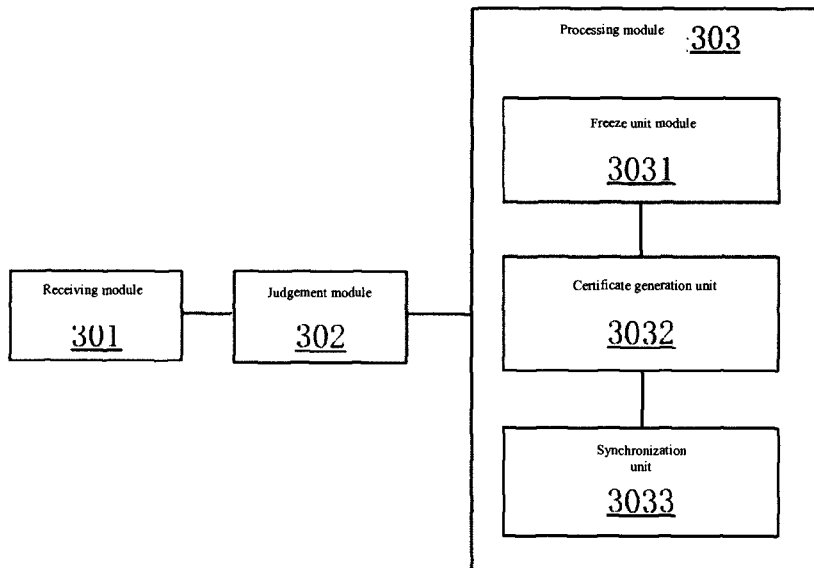 Processing module 303
Freeze unit module
3031
Receiving module
301
Judgement module
302
Certificate generation unit
3032
Synchronization
unit
3033